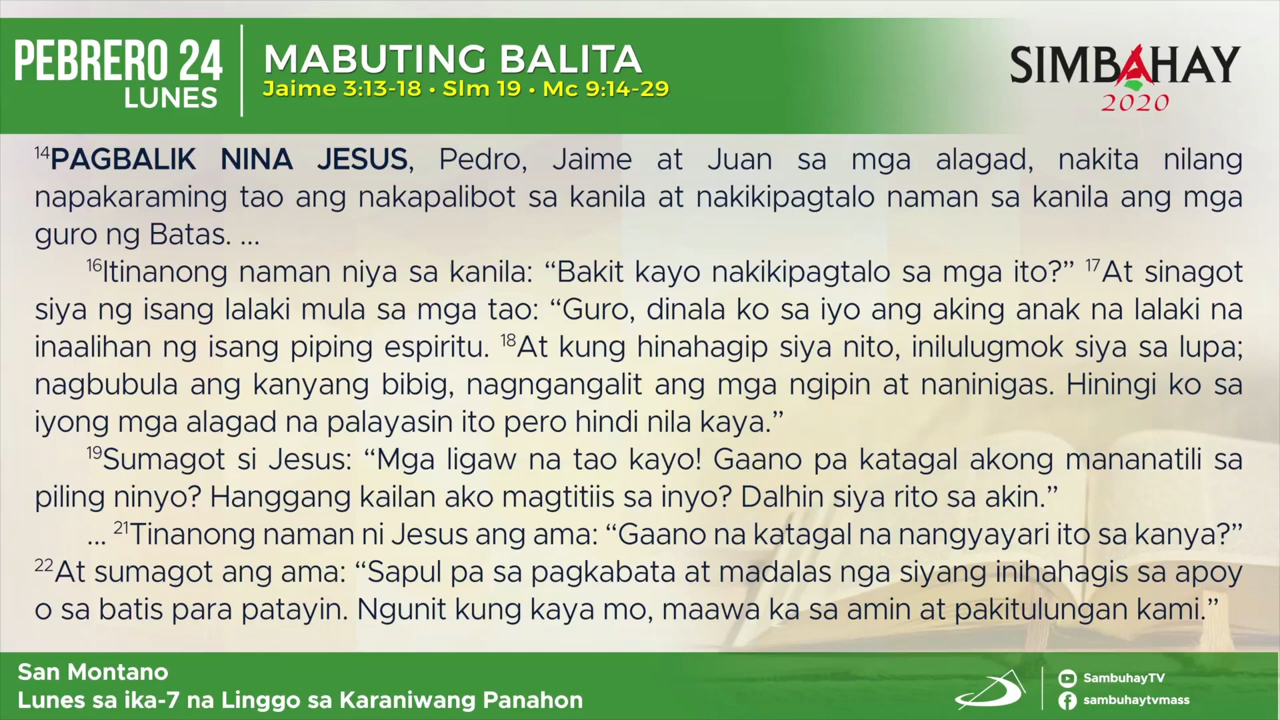 PEBRERO 24
LUNES
MABUTING BALITA
Jaime 3:13-18 • Slm 19 • Mc 9:14-29
SIMBAHAY
2020
14PAGBALIK NINA JESUS, Pedro, Jaime at Juan sa mga alagad, nakita nilang
napakaraming tao ang nakapalibot sa kanila at nakikipagtalo naman sa kanila ang mga
guro ng Batas. ...
16Itinanong naman niya sa kanila: “Bakit kayo nakikipagtalo sa mga ito?” 17At sinagot
siya ng isang lalaki mula sa mga tao: “Guro, dinala ko sa iyo ang aking anak na lalaki na
inaalihan ng isang piping espiritu. 18At kung hinahagip siya nito, inilulugmok siya sa lupa;
nagbubula ang kanyang bibig, nagngangalit ang mga ngipin at naninigas. Hiningi ko sa
iyong mga alagad na palayasin ito pero hindi nila kaya.”
19Sumagot si Jesus: “Mga ligaw na tao kayo! Gaano pa katagal akong mananatili sa
piling ninyo? Hanggang kailan ako magtitiis sa inyo? Dalhin siya rito sa akin.”
... 21Tinanong naman ni Jesus ang ama: “Gaano na katagal na nangyayari ito sa kanya?”
22At sumagot ang ama: “Sapul pa sa pagkabata at madalas nga siyang inihahagis sa apoy
o sa batis para patayin. Ngunit kung kaya mo, maawa ka sa amin at pakitulungan kami.”
San Montano
Lunes sa ika-7 na Linggo sa Karaniwang Panahon
SambuhayTV
sambuhaytvmass